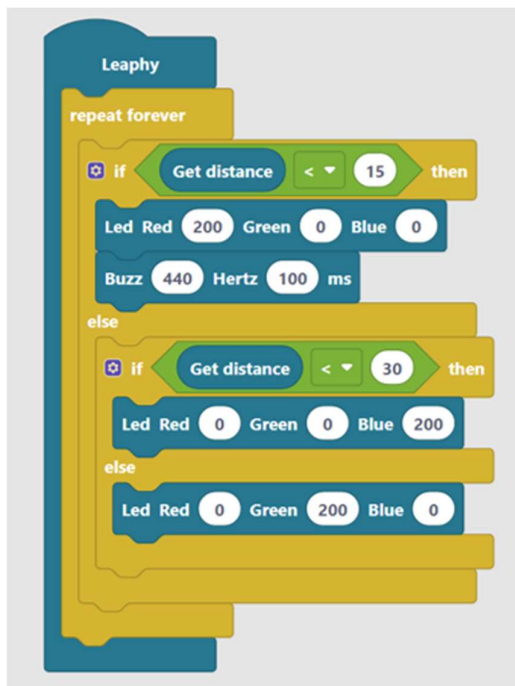 Leaphy
repeat forever
if Get distance < 15 then
Led Red 200 Green 0 Blue 0
Buzz 440 Hertz 100 ms
else
if Get distance < 30 then
Led Red 0 Green 0 Blue 200
else
Led Red 0 Green 200 Blue 0